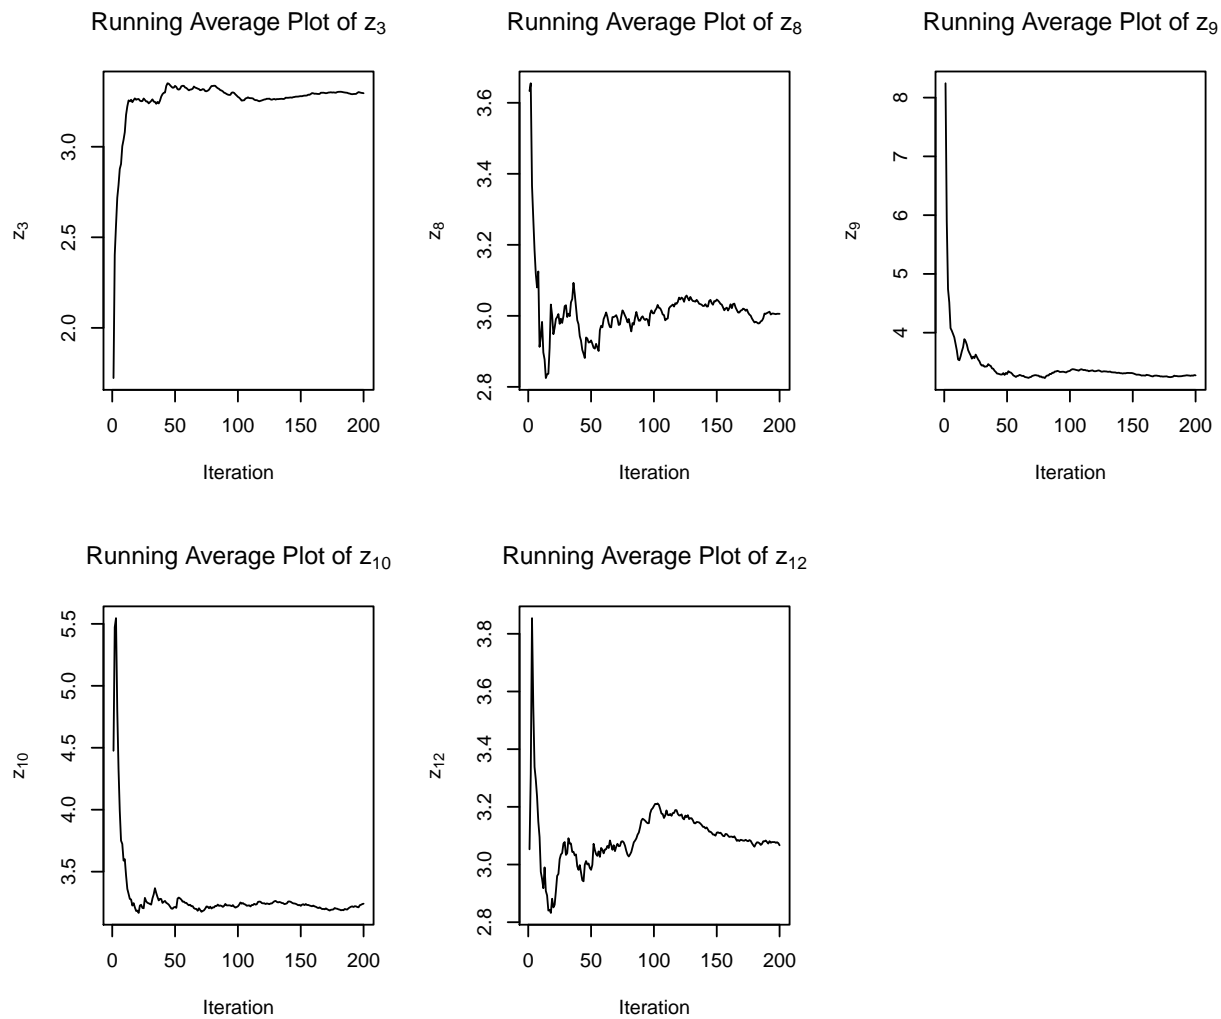 Running Average Plot of z₃
z₃
3.0
2.5
2.0
0 50 100 150 200
Iteration
Running Average Plot of z₈
z₈
3.6
3.4
3.2
3.0
2.8
0 50 100 150 200
Iteration
Running Average Plot of z₉
z₉
8
7
6
5
4
0 50 100 150 200
Iteration
Running Average Plot of z₁₀
z₁₀
5.5
5.0
4.5
4.0
3.5
0 50 100 150 200
Iteration
Running Average Plot of z₁₂
z₁₂
3.8
3.6
3.4
3.2
3.0
2.8
0 50 100 150 200
Iteration